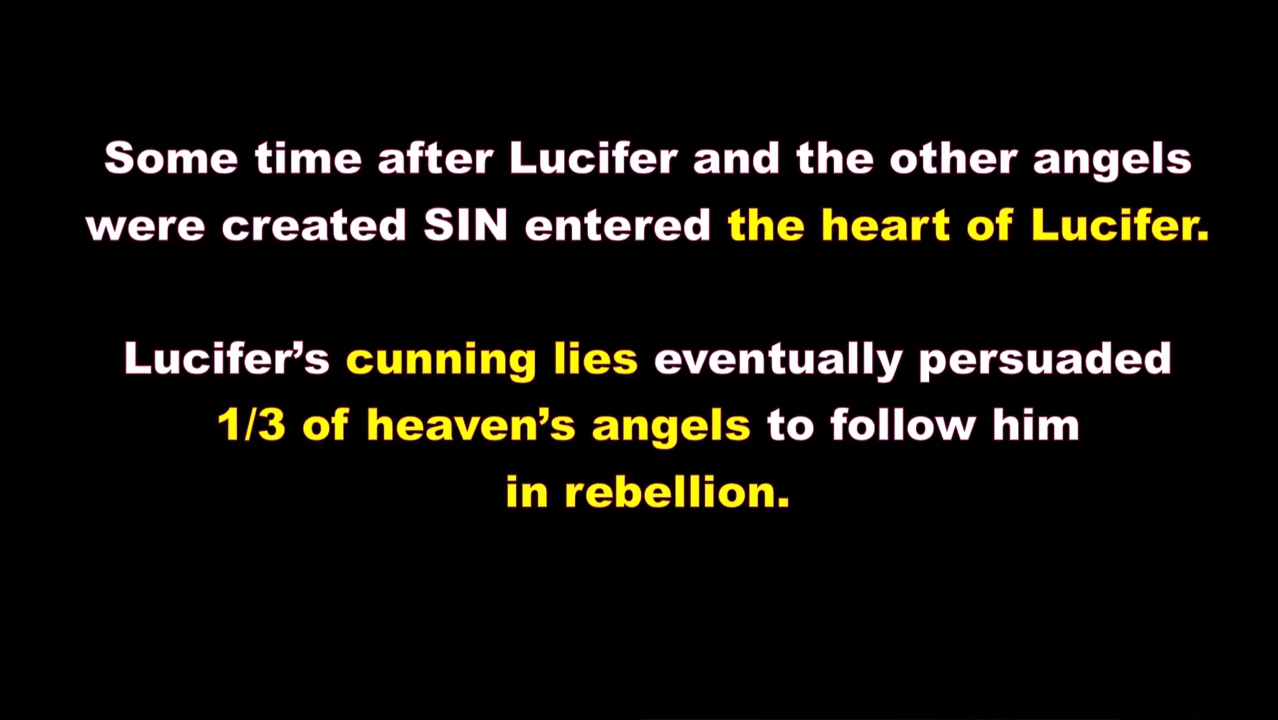 Some time after Lucifer and the other angels
were created SIN entered the heart of Lucifer.
Lucifer’s cunning lies eventually persuaded
1/3 of heaven’s angels to follow him
in rebellion.